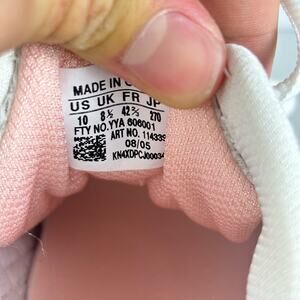 MADE IN
US UK FR JP
10 8½ 42⅔ 270
FTY NO. YYA 606001
ART NO. 114339
08/05
KN4XDPCJ00034